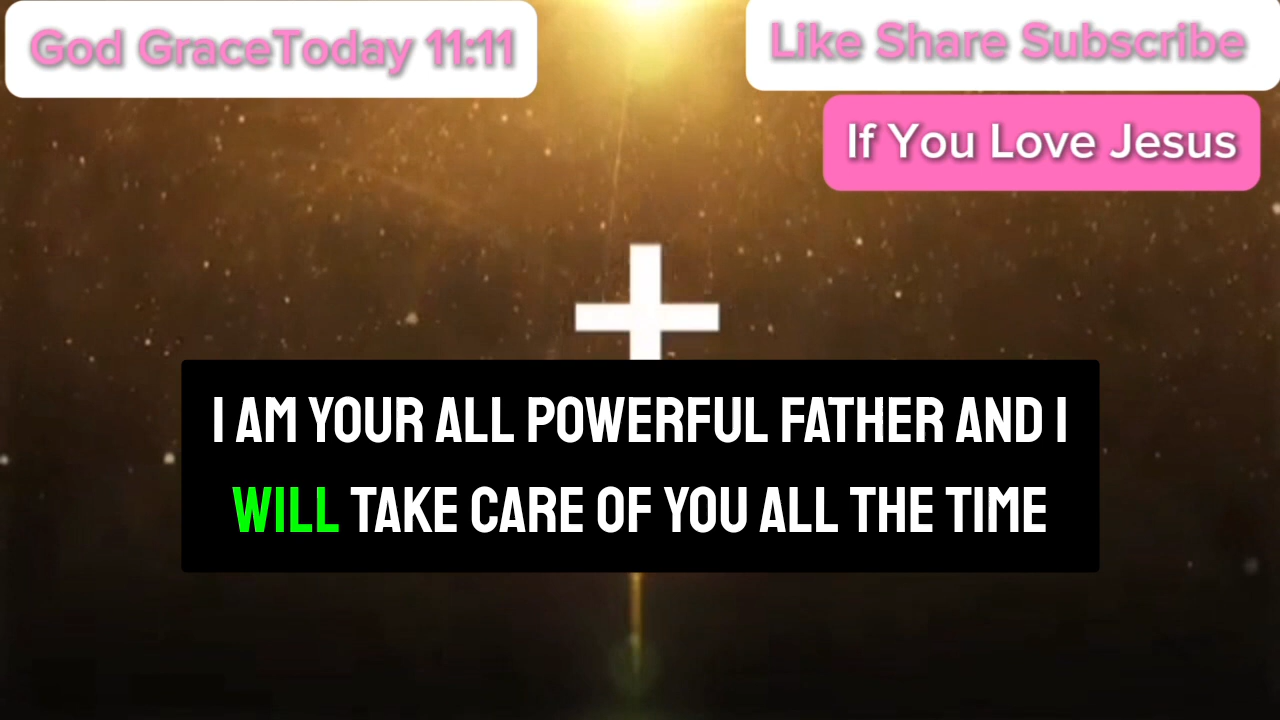 God GraceToday 11:11
Like Share Subscribe
If You Love Jesus
I AM YOUR ALL POWERFUL FATHER AND I
WILL TAKE CARE OF YOU ALL THE TIME